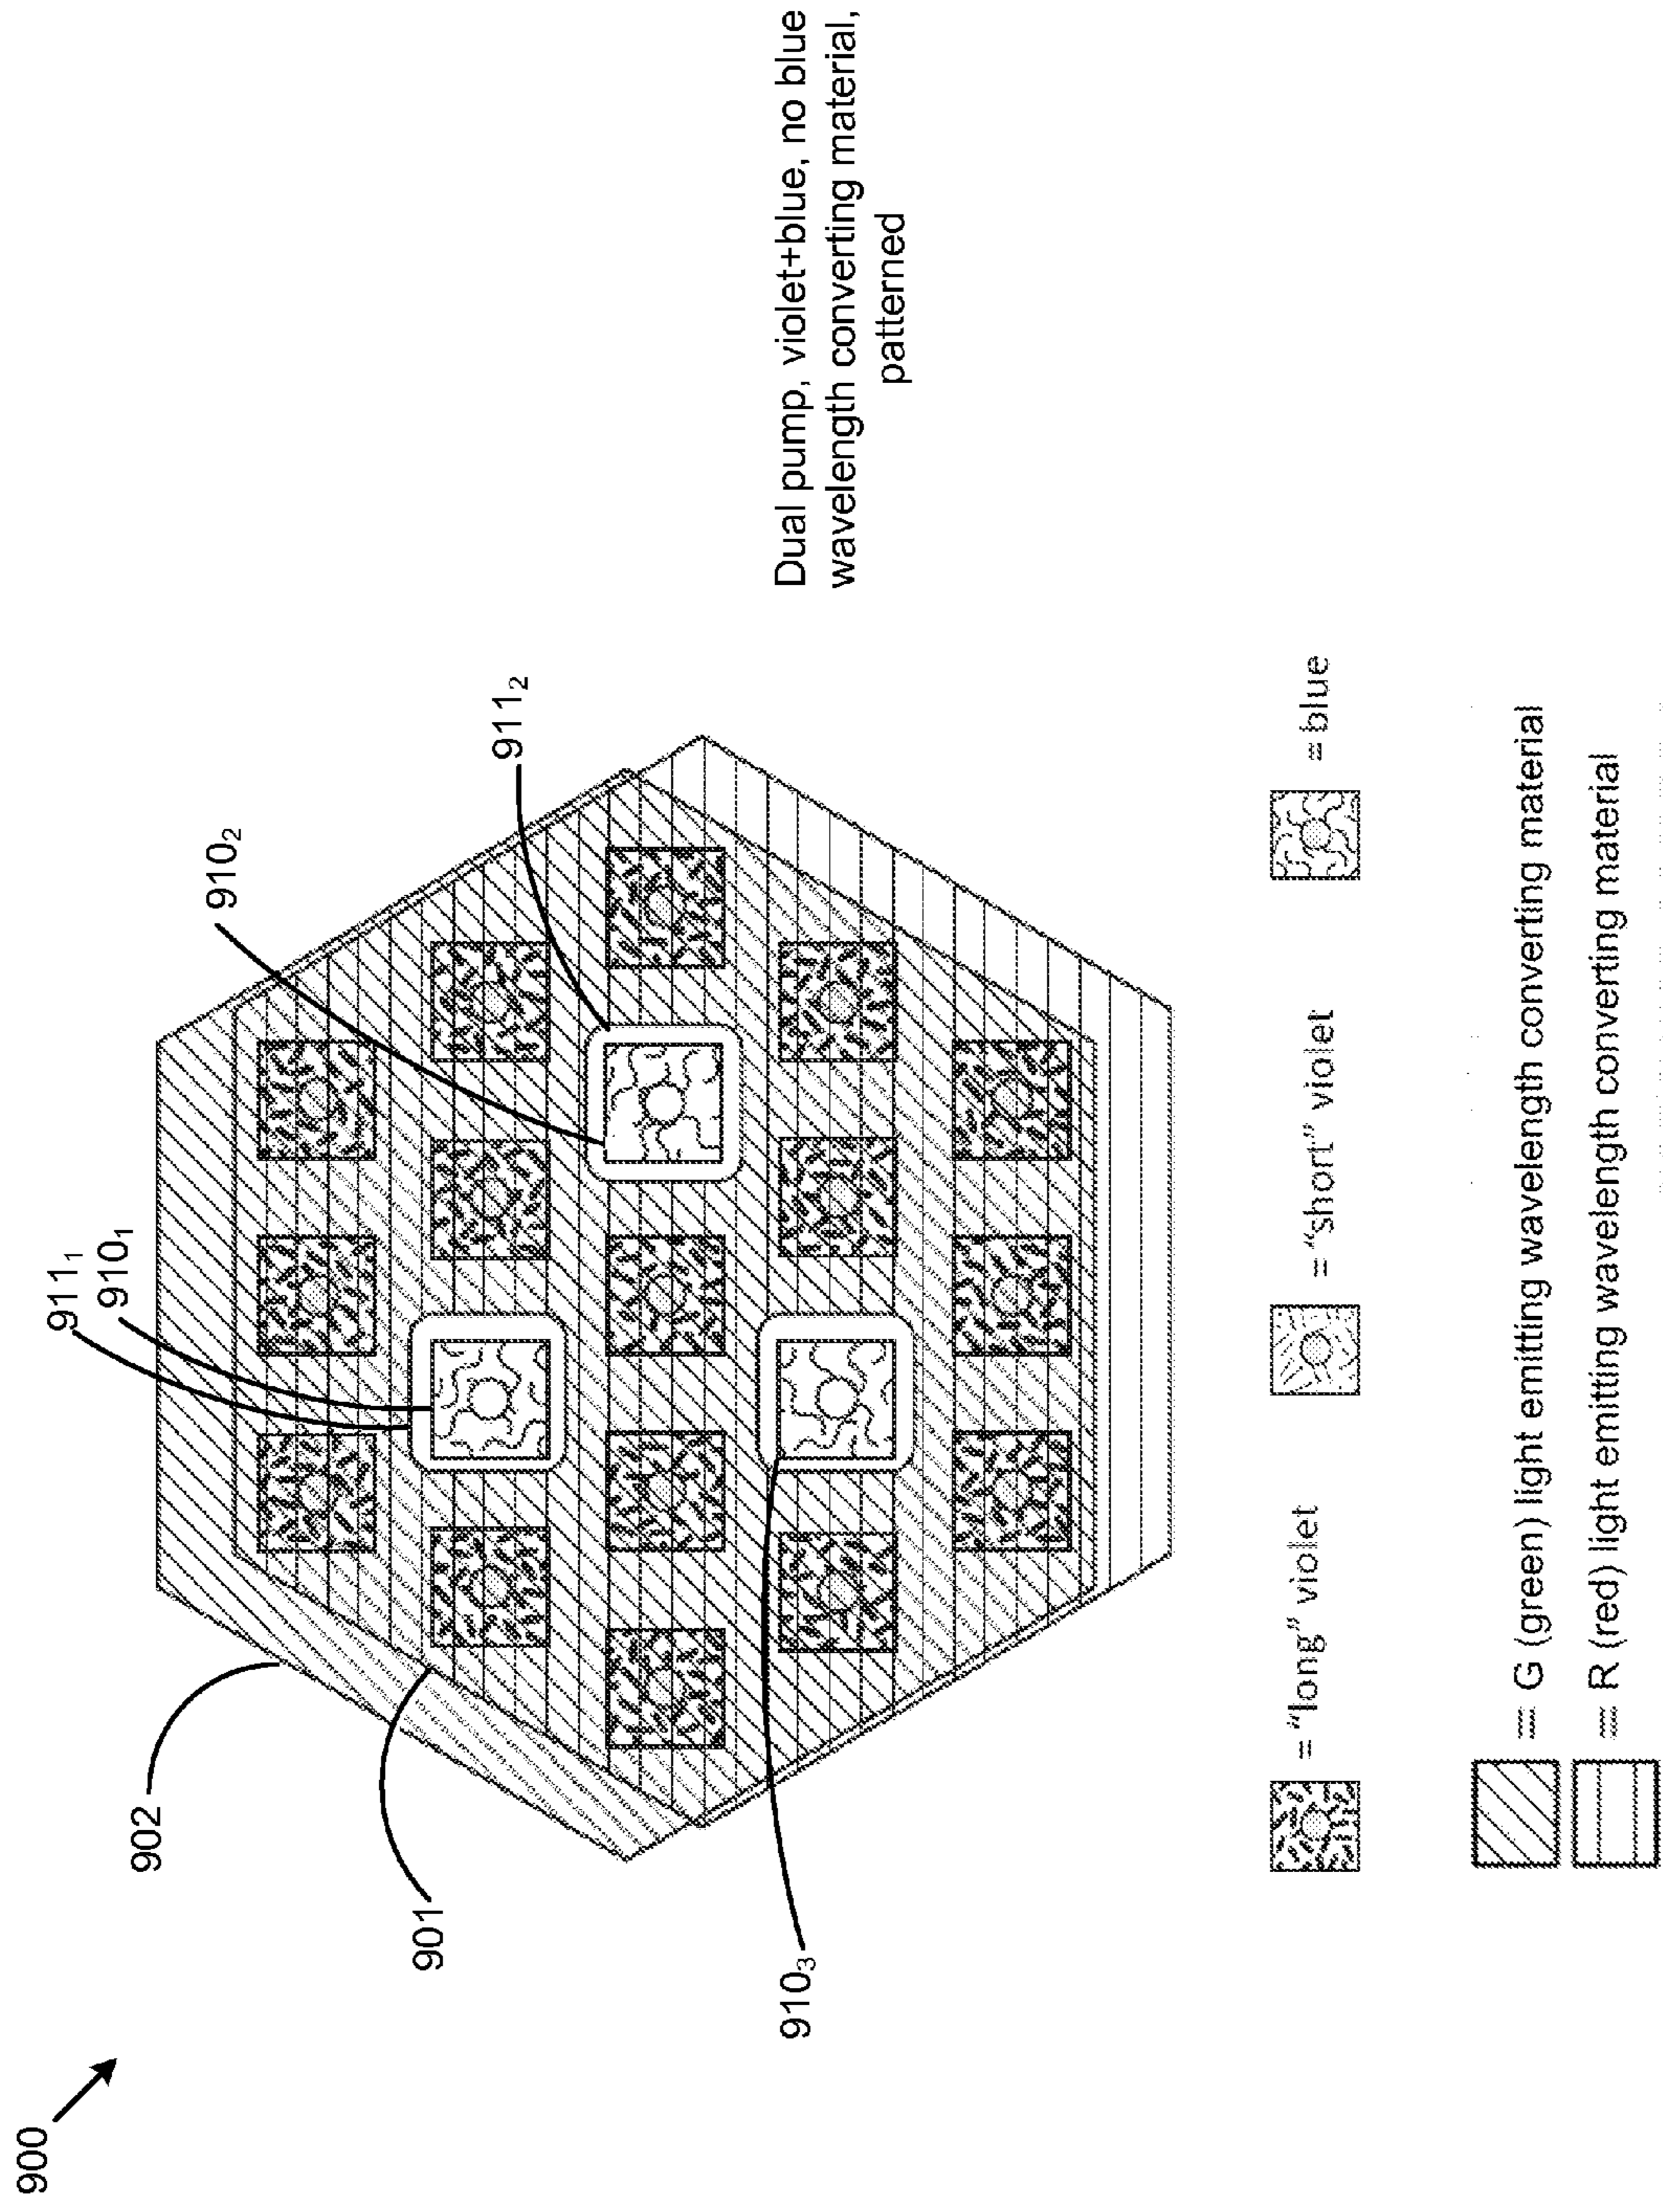 900
902
901
911₁
910₁
910₂
911₂
910₃
Dual pump, violet+blue, no blue
wavelength converting material,
patterned
= "long" violet
= "short" violet
= blue
= G (green) light emitting wavelength converting material
= R (red) light emitting wavelength converting material